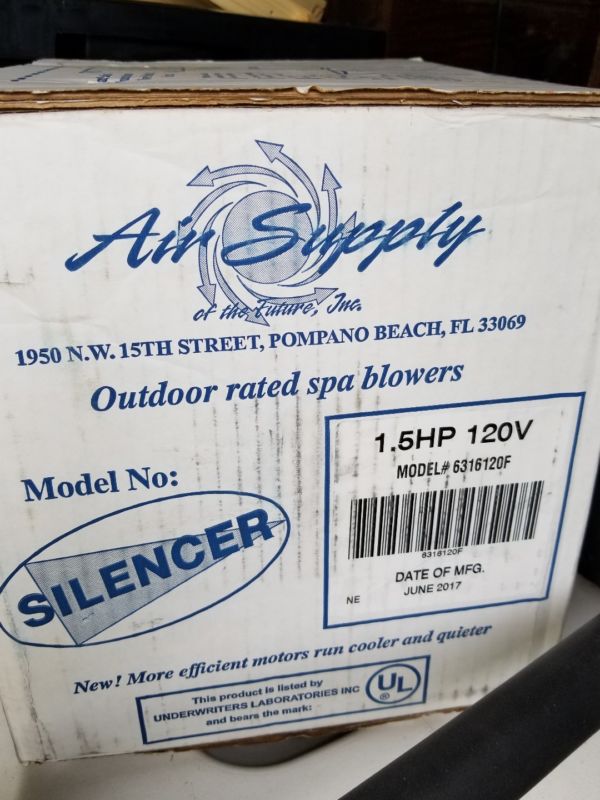 Air Supply
of the Future, Inc.
1950 N.W. 15TH STREET, POMPANO BEACH, FL 33069
Outdoor rated spa blowers
Model No:
SILENCER
1.5HP 120V
MODEL# 6316120F
6316120F
DATE OF MFG.
JUNE 2017
NE
New! More efficient motors run cooler and quieter
This product is listed by
UNDERWRITERS LABORATORIES INC
and bears the mark:
UL
®